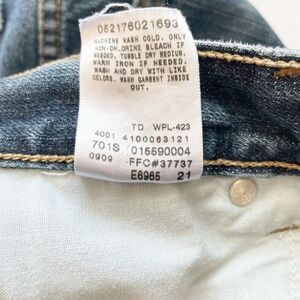 052176021693
MACHINE WASH COLD. ONLY
NON-CHLORINE BLEACH IF
NEEDED. TUMBLE DRY MEDIUM.
WARM IRON IF NEEDED.
WASH AND DRY WITH LIKE
COLORS. WASH GARMENT INSIDE
OUT.
TD WPL-423
4001 4100063121
701S 015590004
0909 FFC#37737
E6965 21